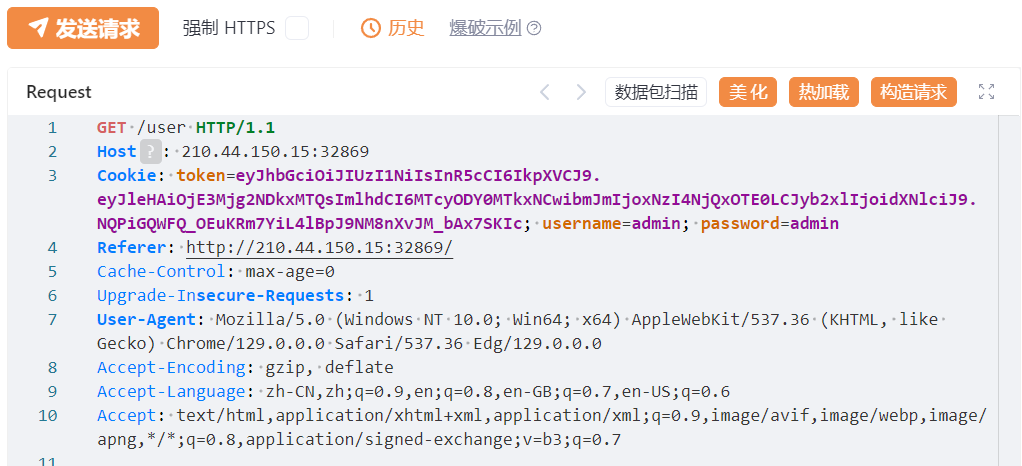 发送请求 强制 HTTPS 历史 爆破示例
Request 数据包扫描 美化 热加载 构造请求
1 GET /user HTTP/1.1
2 Host ? : 210.44.150.15:32869
3 Cookie: token=eyJhbGciOiJIUzI1NiIsInR5cCI6IkpXVCJ9.
eyJleHAiOjE3Mjg2NDkxMTQsImlhdCI6MTcyODY0MTkxNCwibmJmIjoxNzI4NjQxOTE0LCJyb2xlIjoidXNlciJ9.
NQPiGQWFQ_OEuKRm7YiL4lBpJ9NM8nXvJM_bAx7SKIc; username=admin; password=admin
4 Referer: http://210.44.150.15:32869/
5 Cache-Control: max-age=0
6 Upgrade-Insecure-Requests: 1
7 User-Agent: Mozilla/5.0 (Windows NT 10.0; Win64; x64) AppleWebKit/537.36 (KHTML, like
Gecko) Chrome/129.0.0.0 Safari/537.36 Edg/129.0.0.0
8 Accept-Encoding: gzip, deflate
9 Accept-Language: zh-CN,zh;q=0.9,en;q=0.8,en-GB;q=0.7,en-US;q=0.6
10 Accept: text/html,application/xhtml+xml,application/xml;q=0.9,image/avif,image/webp,image/
apng,*/*;q=0.8,application/signed-exchange;v=b3;q=0.7
11